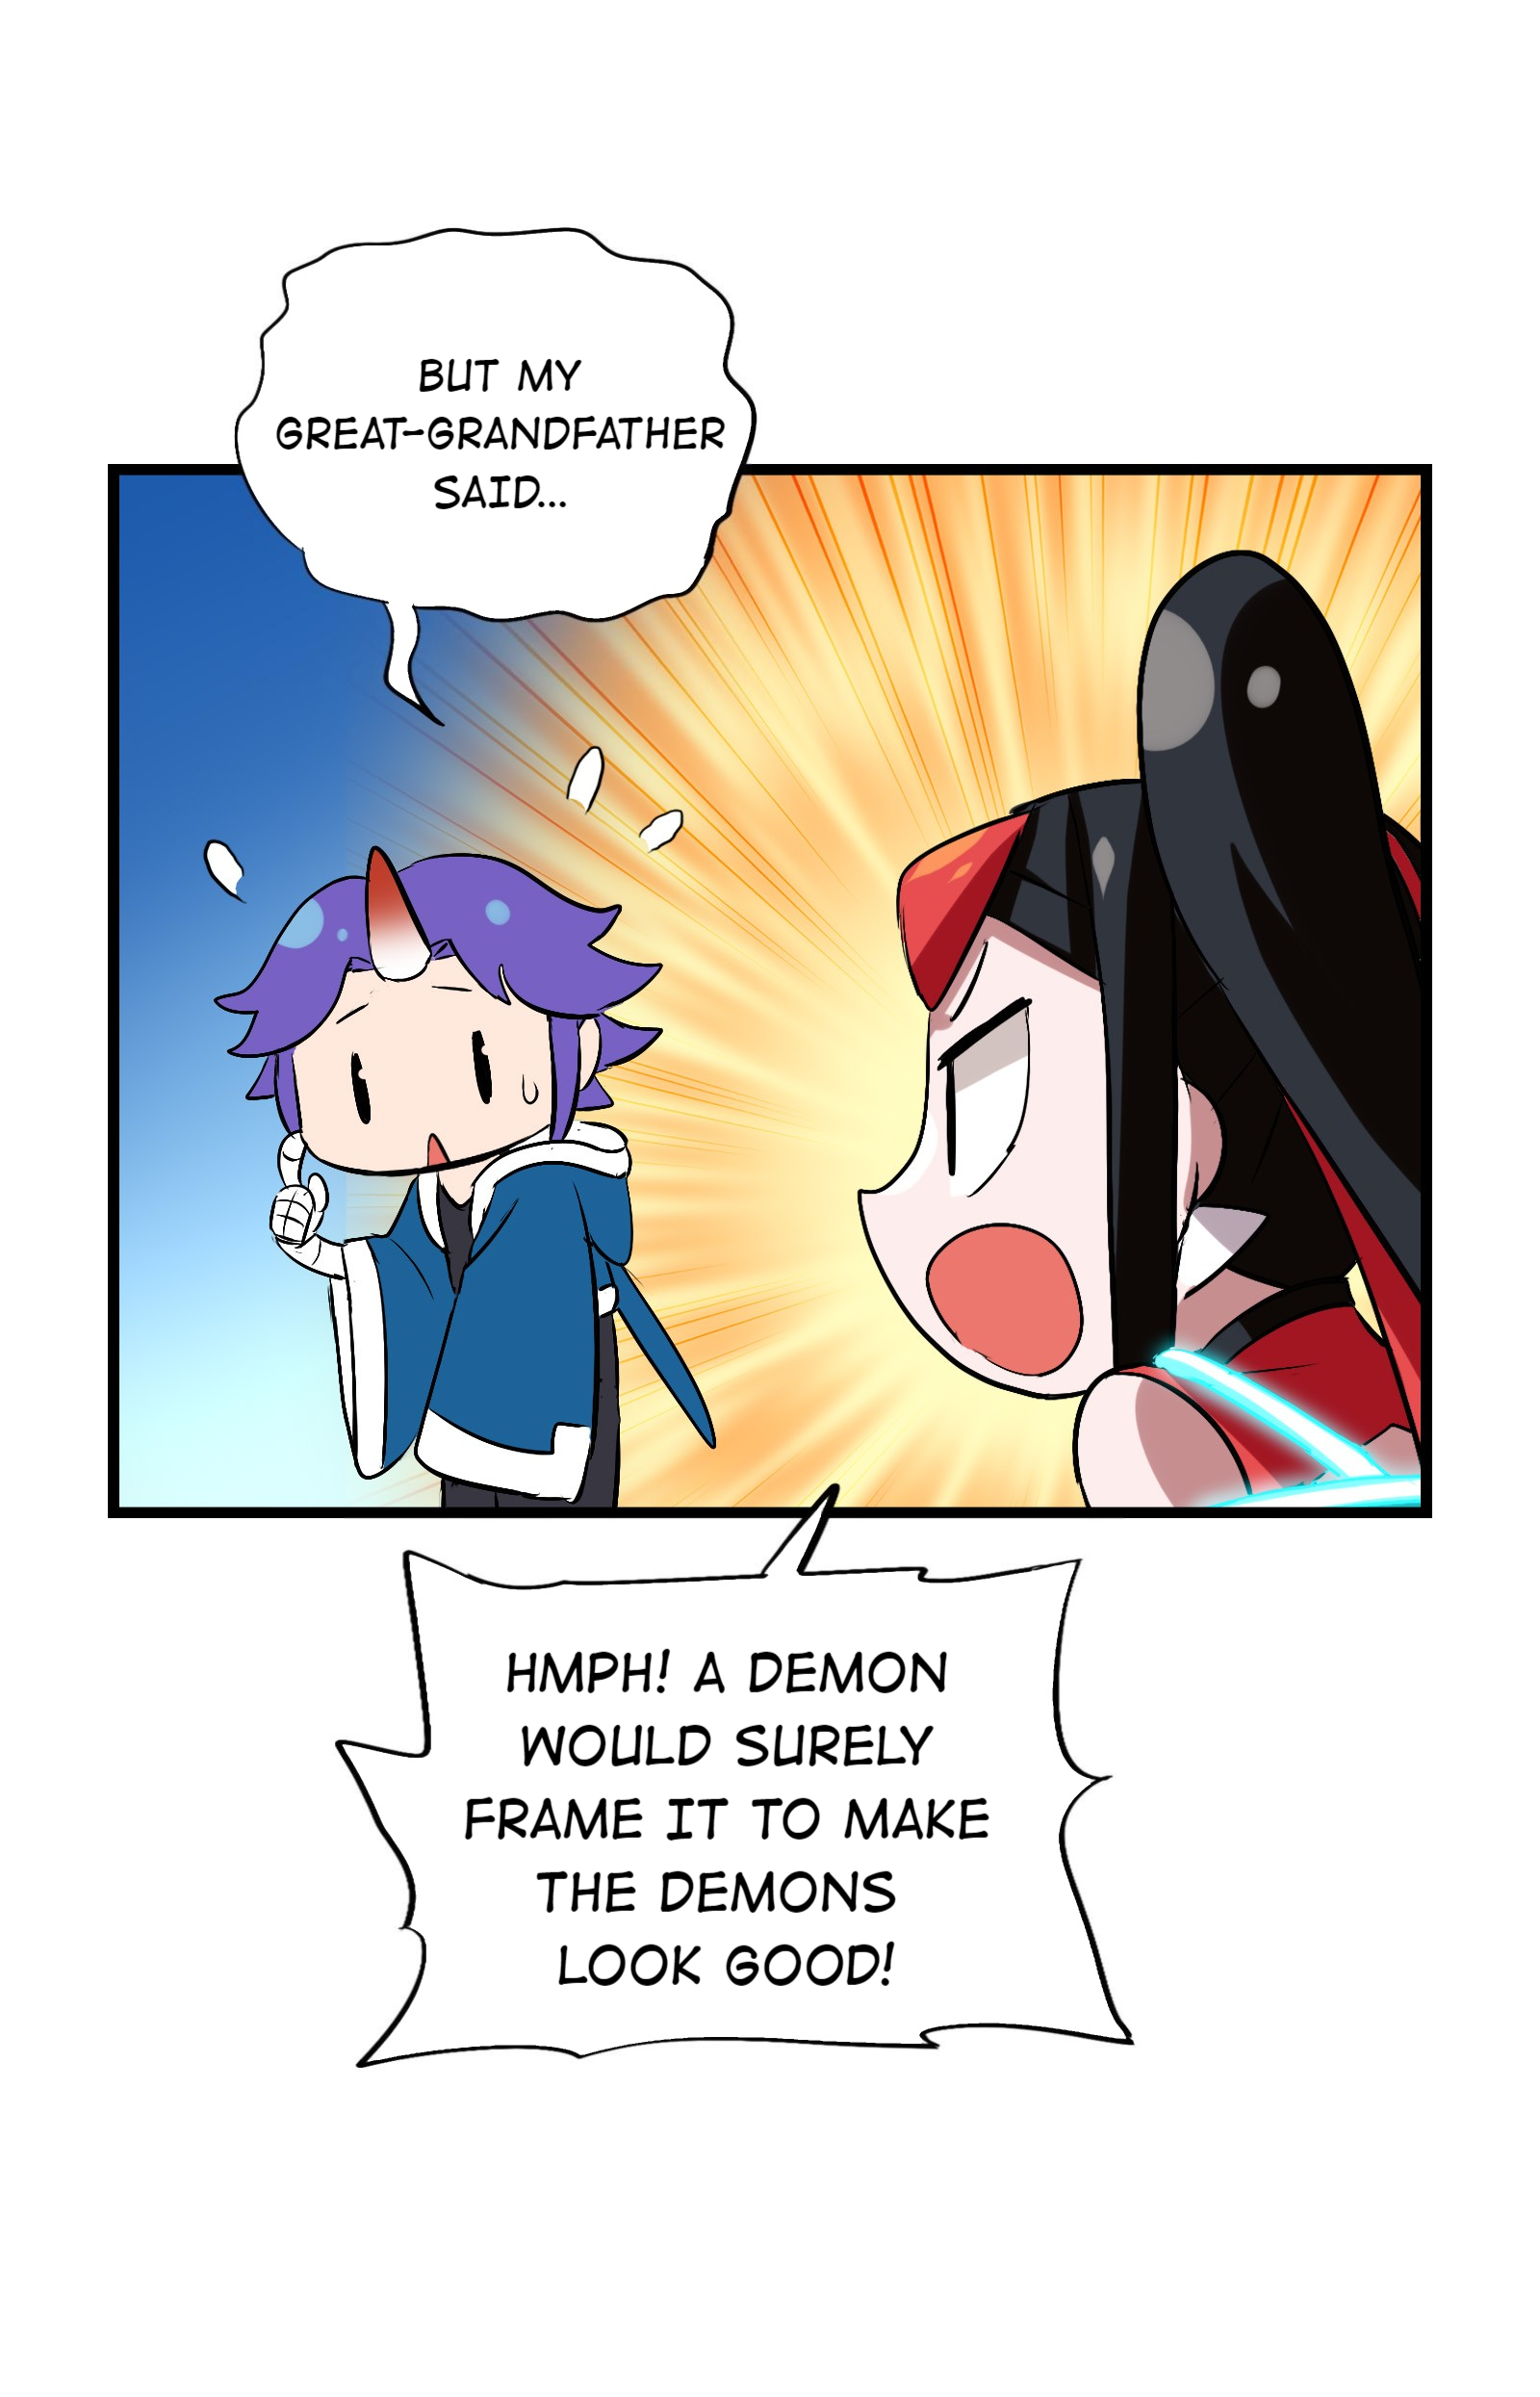 BUT MY
GREAT-GRANDFATHER
SAID...
HMPH! A DEMON
WOULD SURELY
FRAME IT TO MAKE
THE DEMONS
LOOK GOOD!